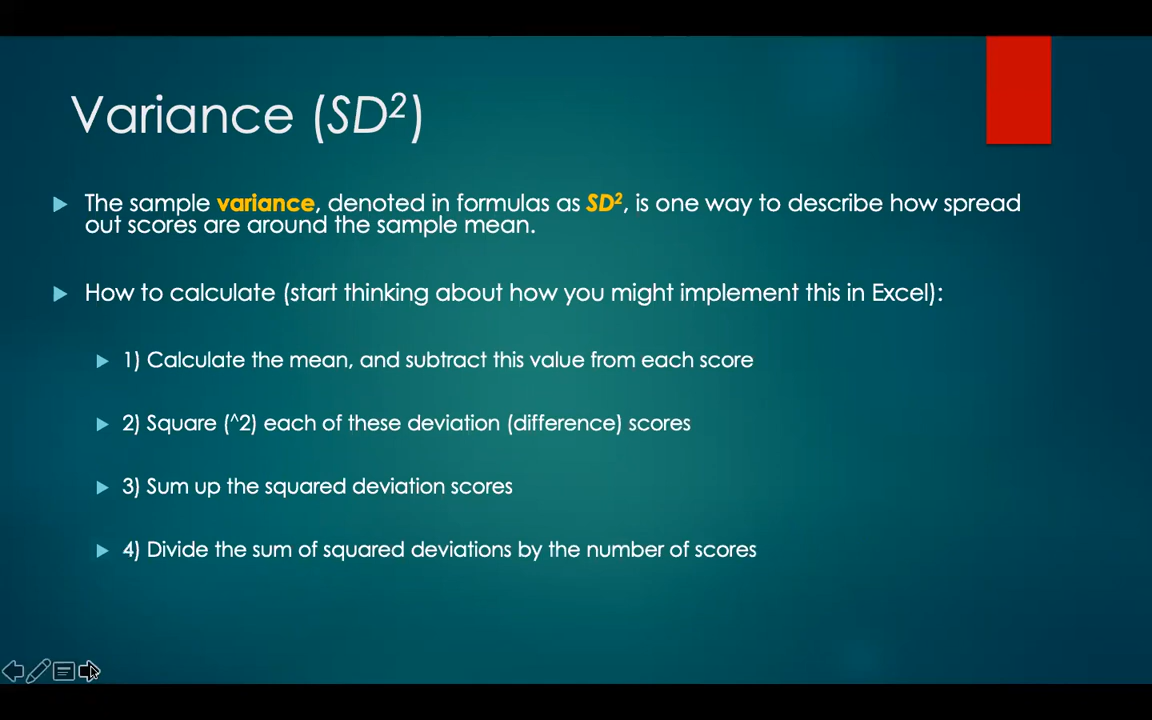 Variance (SD²)
The sample variance, denoted in formulas as SD², is one way to describe how spread
out scores are around the sample mean.
How to calculate (start thinking about how you might implement this in Excel):
1) Calculate the mean, and subtract this value from each score
2) Square (^2) each of these deviation (difference) scores
3) Sum up the squared deviation scores
4) Divide the sum of squared deviations by the number of scores